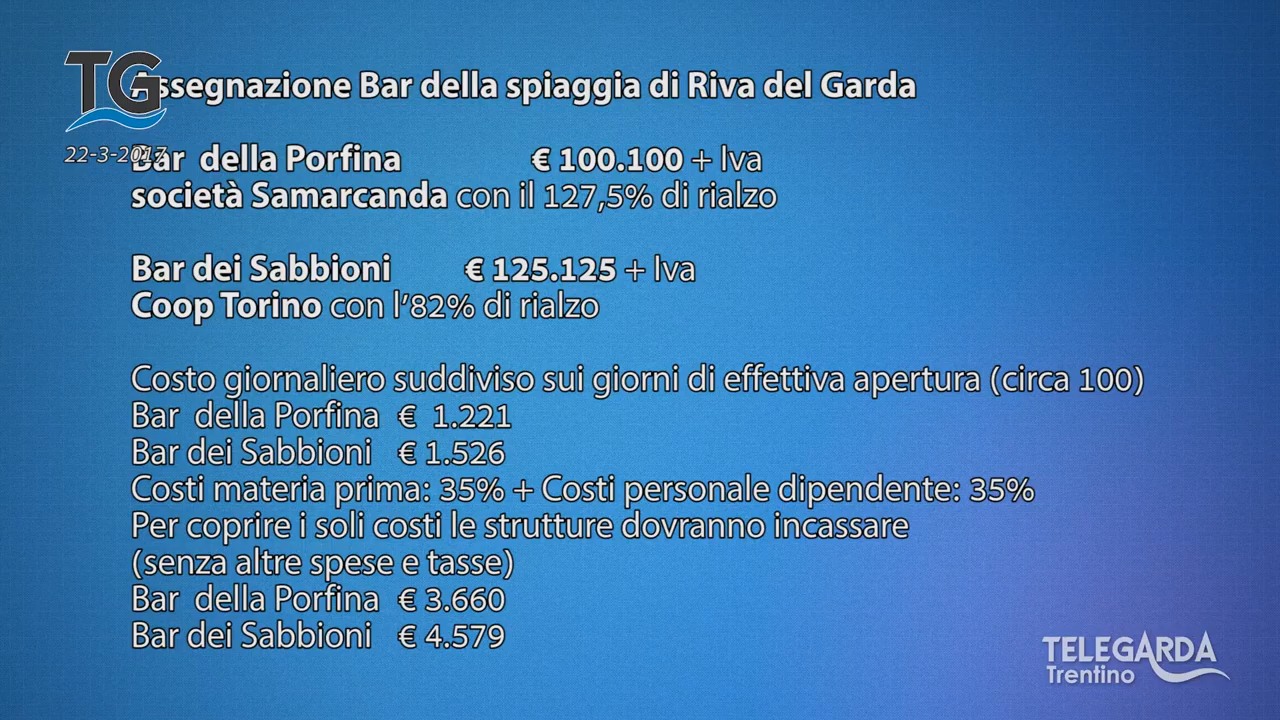 TG
Assegnazione Bar della spiaggia di Riva del Garda
22-3-2017
Bar della Porfina € 100.100 + Iva
società Samarcanda con il 127,5% di rialzo
Bar dei Sabbioni € 125.125 + Iva
Coop Torino con l'82% di rialzo
Costo giornaliero suddiviso sui giorni di effettiva apertura (circa 100)
Bar della Porfina € 1.221
Bar dei Sabbioni € 1.526
Costi materia prima: 35% + Costi personale dipendente: 35%
Per coprire i soli costi le strutture dovranno incassare
(senza altre spese e tasse)
Bar della Porfina € 3.660
Bar dei Sabbioni € 4.579
TELEGARDA
Trentino